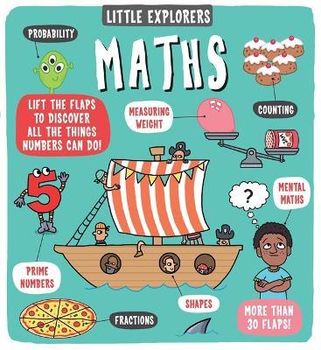 LITTLE EXPLORERS
PROBABILITY
MATHS
LIFT THE FLAPS
TO DISCOVER
ALL THE THINGS
NUMBERS CAN DO!
MEASURING
WEIGHT
COUNTING
5
?
MENTAL
MATHS
PRIME
NUMBERS
SHAPES
FRACTIONS
MORE THAN
30 FLAPS!